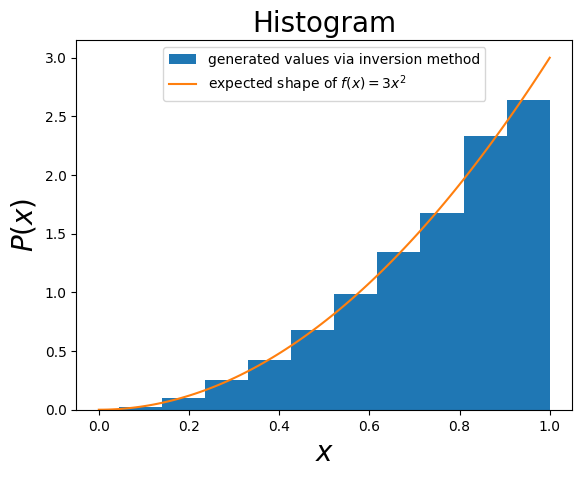 Histogram
generated values via inversion method
expected shape of f(x) = 3x²
3.0
2.5
2.0
1.5
1.0
0.5
0.0
P(x)
0.0 0.2 0.4 0.6 0.8 1.0
x